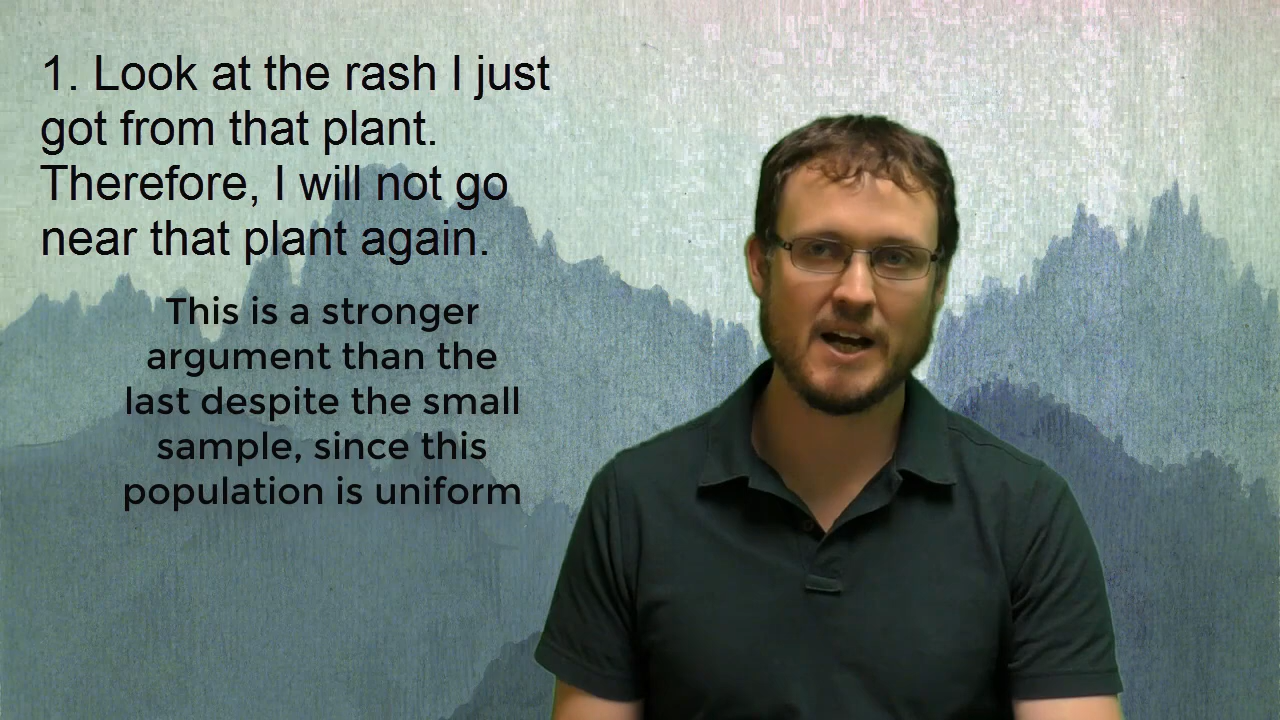 1. Look at the rash I just
got from that plant.
Therefore, I will not go
near that plant again.
This is a stronger
argument than the
last despite the small
sample, since this
population is uniform